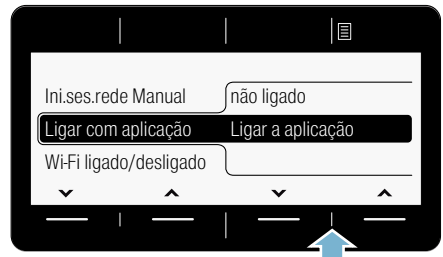 Ini.ses.rede Manual
não ligado
Ligar com aplicação
Ligar a aplicação
Wi-Fi ligado/desligado